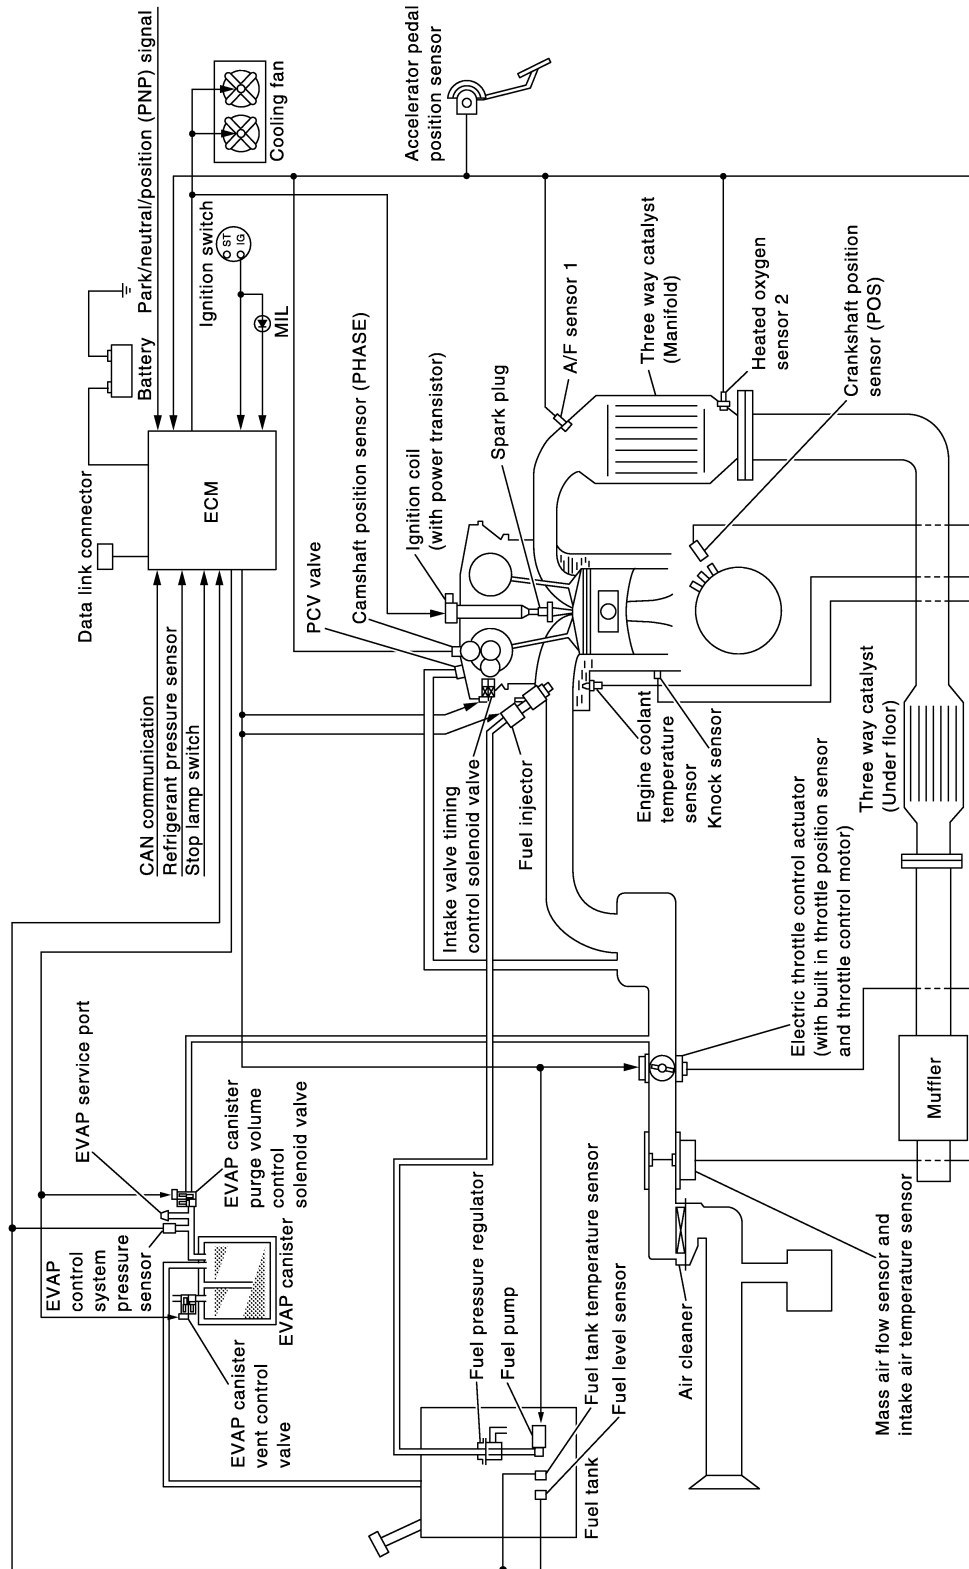 Park/neutral/position (PNP) signal
Cooling fan
Accelerator pedal
position sensor
Battery
Ignition switch
ST
IG
MIL
Data link connector
ECM
CAN communication
Refrigerant pressure sensor
Stop lamp switch
PCV valve
Camshaft position sensor (PHASE)
Ignition coil
(with power transistor)
Spark plug
A/F sensor 1
Three way catalyst
(Manifold)
Heated oxygen
sensor 2
Crankshaft position
sensor (POS)
Intake valve timing
control solenoid valve
Fuel injector
Engine coolant
temperature
sensor
Knock sensor
Electric throttle control actuator
(with built in throttle position sensor
and throttle control motor)
Three way catalyst
(Under floor)
Muffler
EVAP service port
EVAP canister
purge volume
control
solenoid valve
EVAP
control
system
pressure
sensor
EVAP canister
EVAP canister
vent control
valve
Fuel pressure regulator
Fuel pump
Fuel tank temperature sensor
Fuel level sensor
Fuel tank
Air cleaner
Mass air flow sensor and
intake air temperature sensor